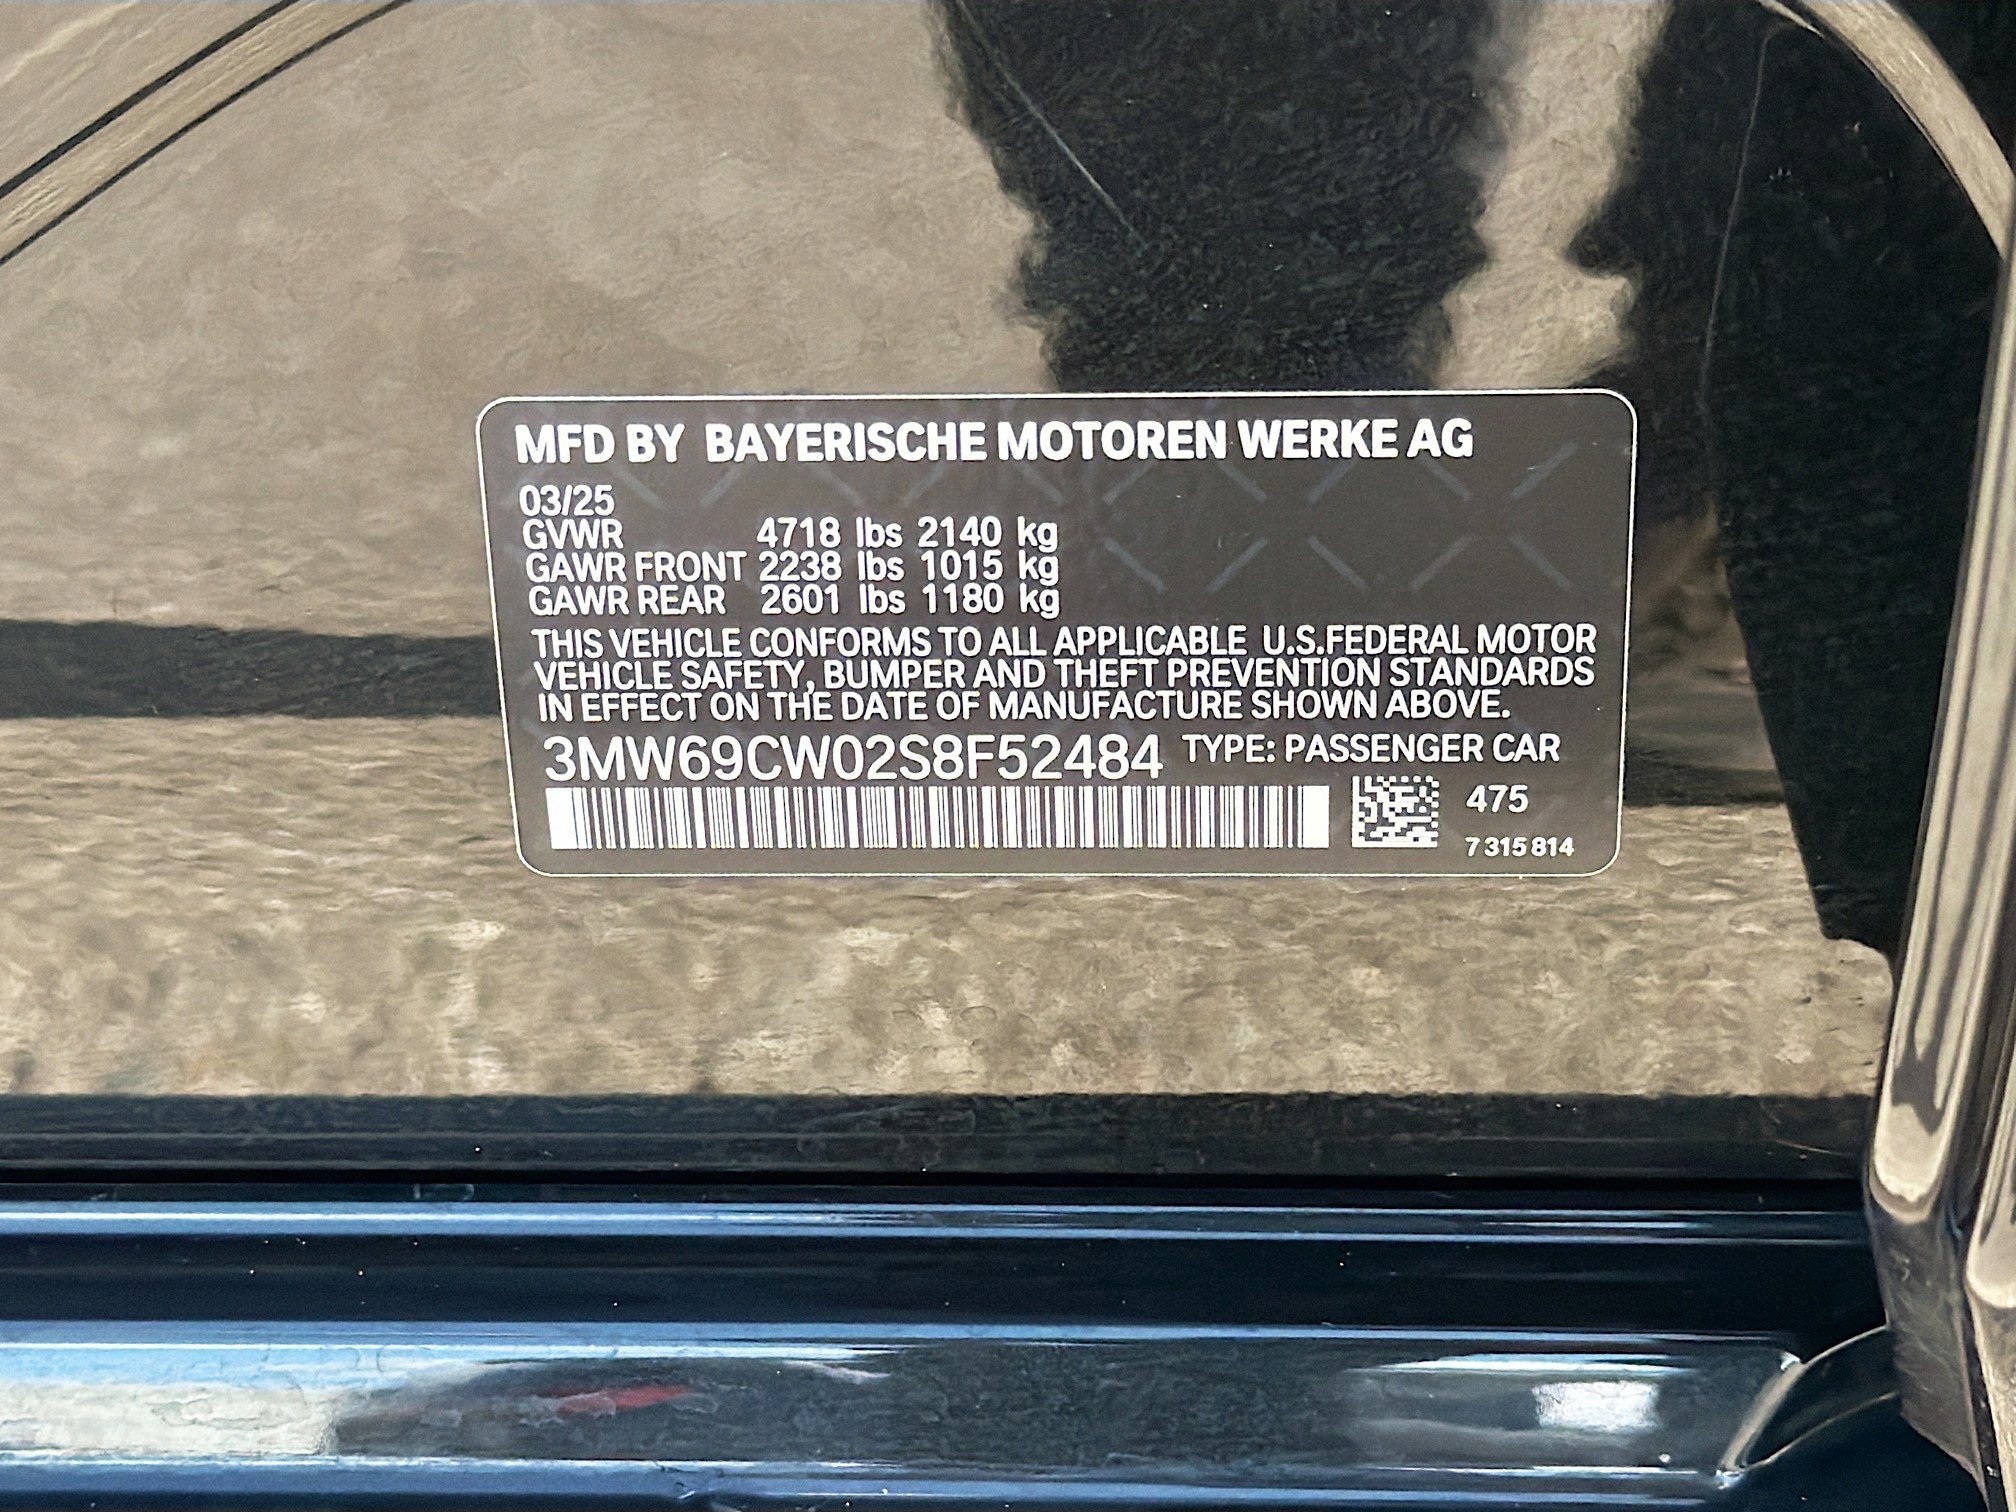 MFD BY BAYERISCHE MOTOREN WERKE AG
03/25
GVWR 4718 lbs 2140 kg
GAWR FRONT 2238 lbs 1015 kg
GAWR REAR 2601 lbs 1180 kg
THIS VEHICLE CONFORMS TO ALL APPLICABLE U.S.FEDERAL MOTOR
VEHICLE SAFETY, BUMPER AND THEFT PREVENTION STANDARDS
IN EFFECT ON THE DATE OF MANUFACTURE SHOWN ABOVE.
3MW69CW02S8F52484 TYPE: PASSENGER CAR
475
7 315 814